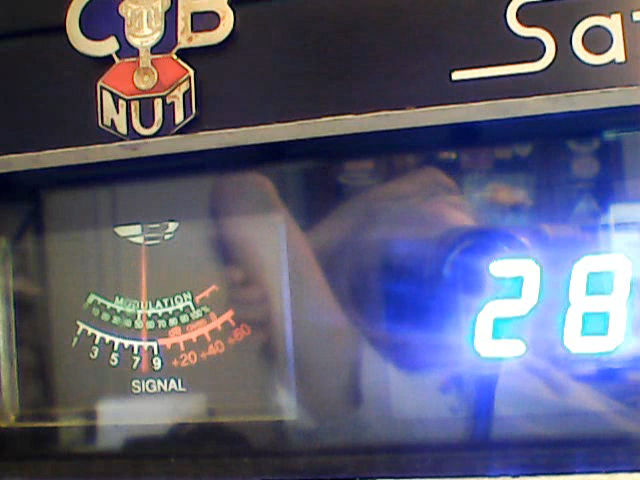 CB
NUT
Sa
MODULATION
1 3 5 7 9 +20 +40 +60
SIGNAL
28